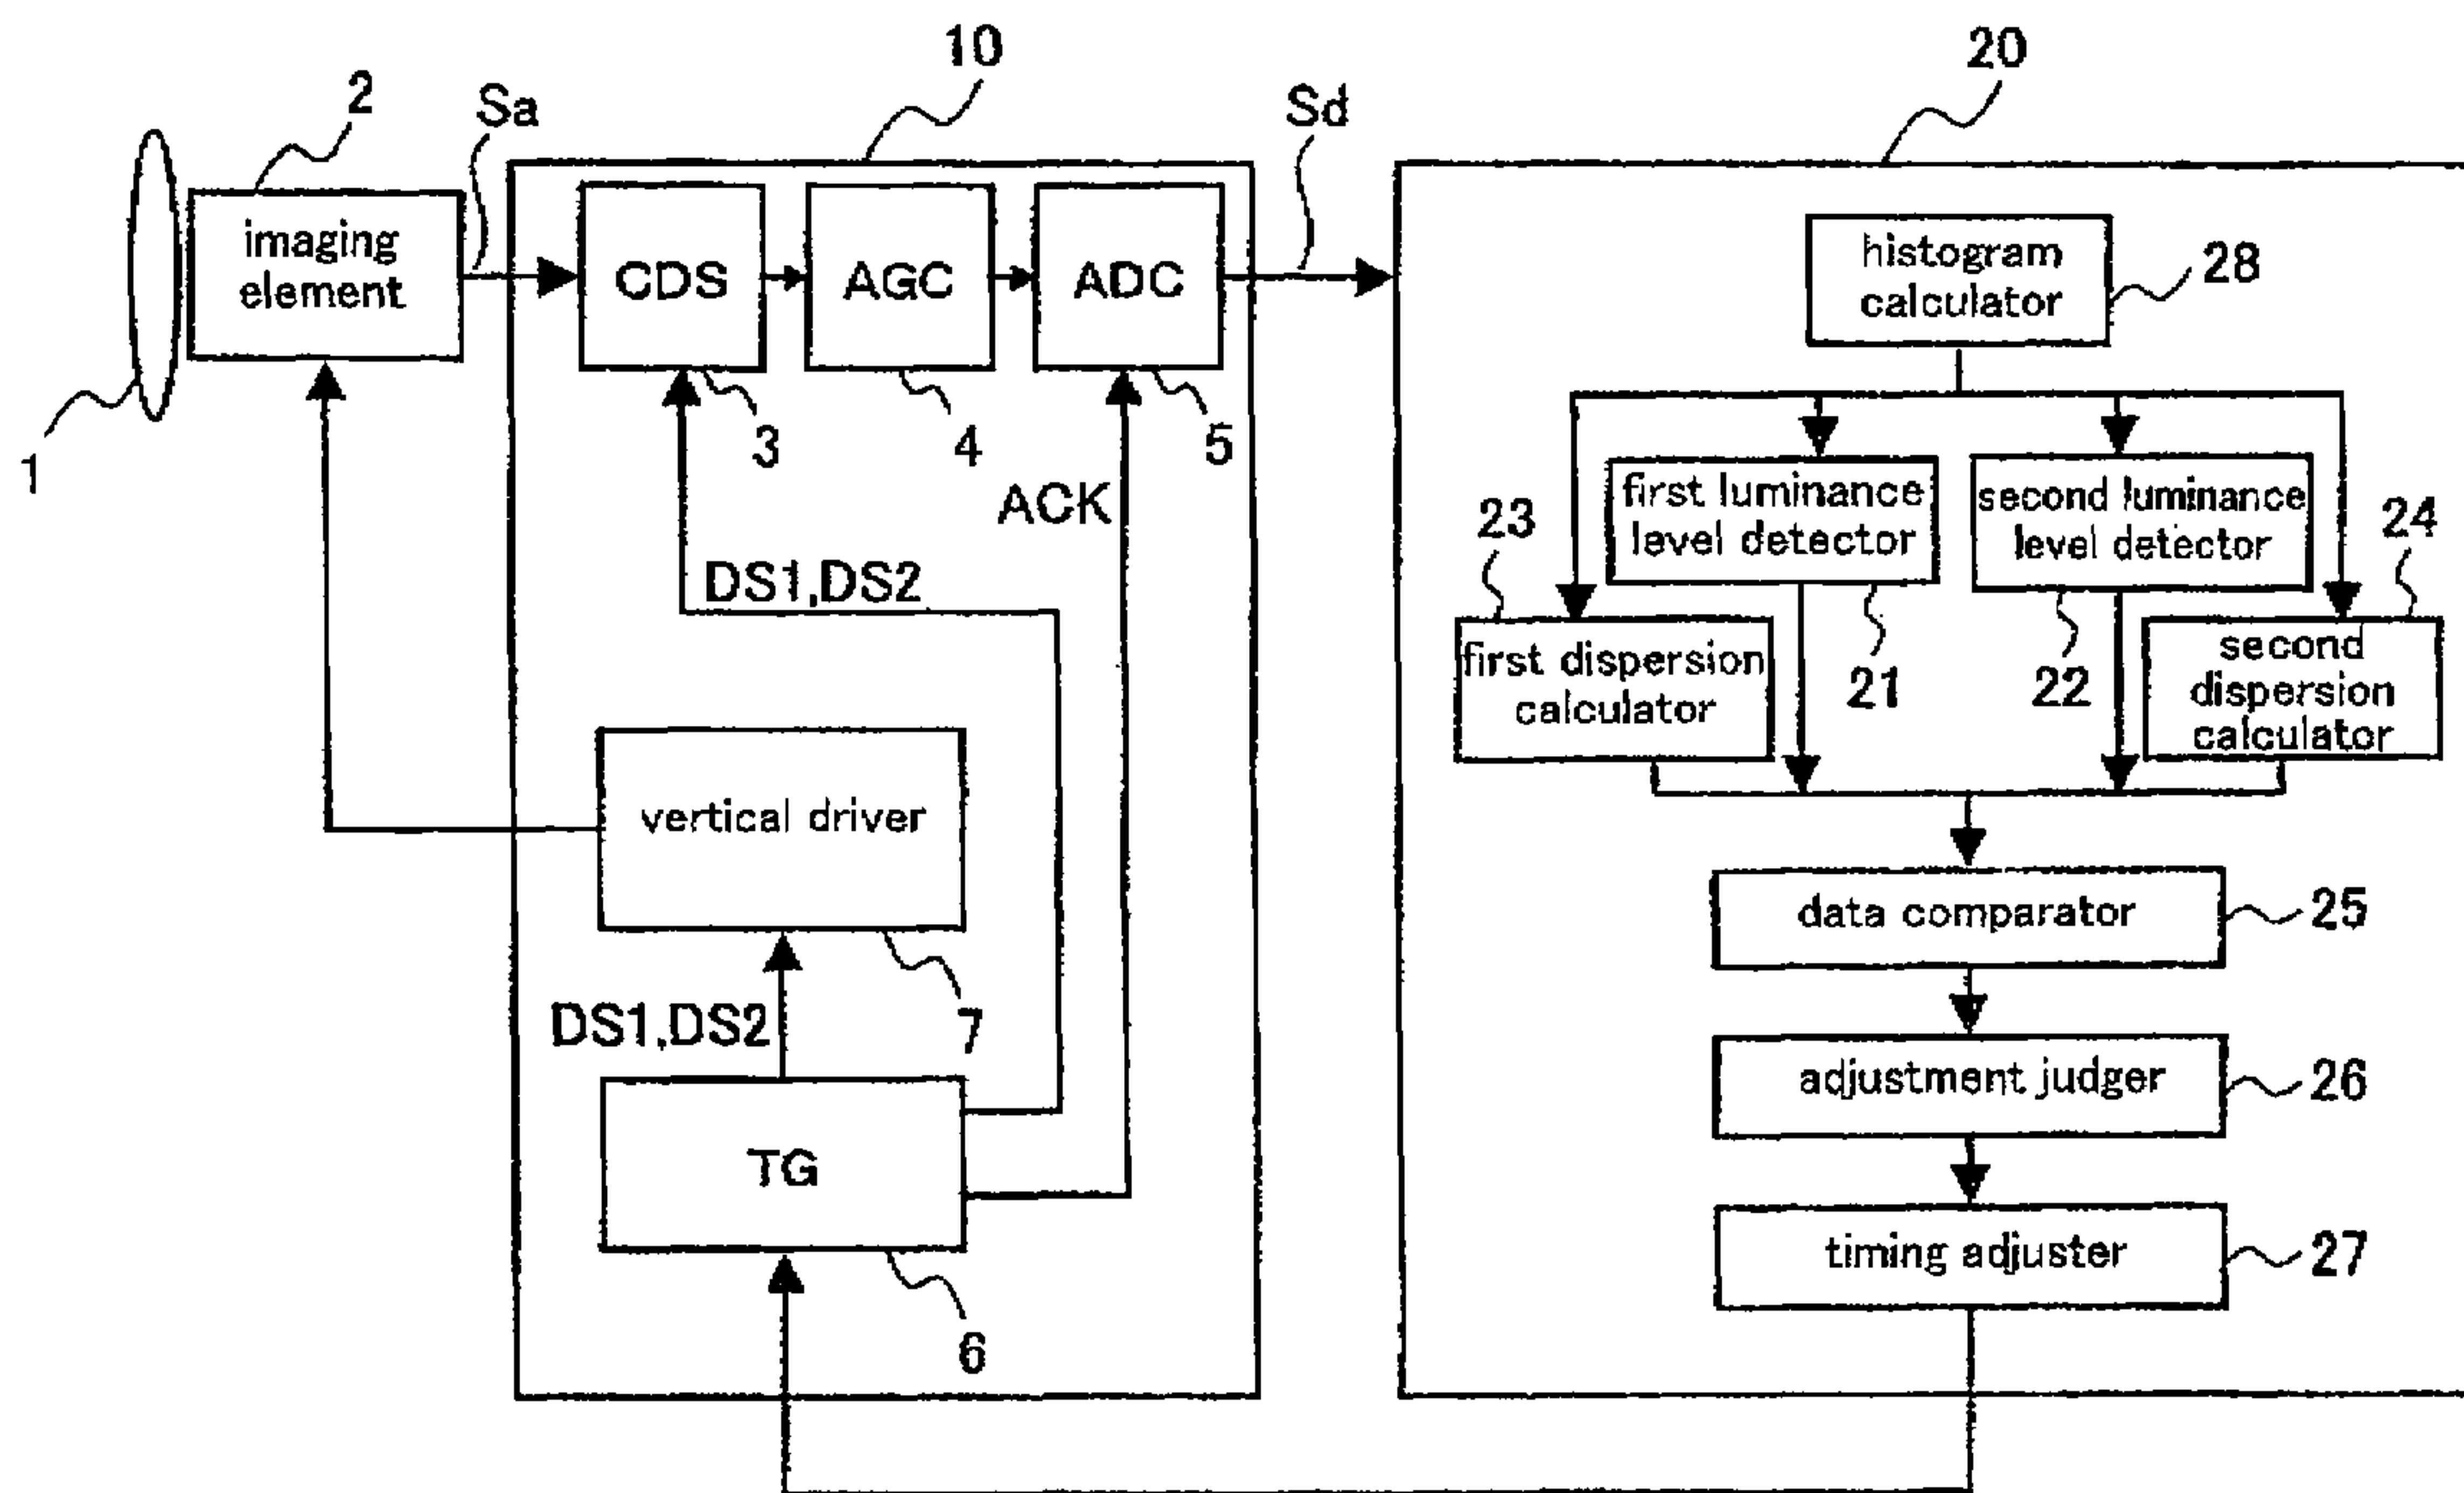 10
20
2
Sa
Sd
imaging
element
CDS
AGC
ADC
histogram
calculator
28
1
3
4
5
ACK
first luminance
level detector
second luminance
level detector
23
24
DS1,DS2
21
22
first dispersion
calculator
second
dispersion
calculator
vertical driver
7
data comparator
25
DS1,DS2
adjustment judger
26
TG
timing adjuster
27
6